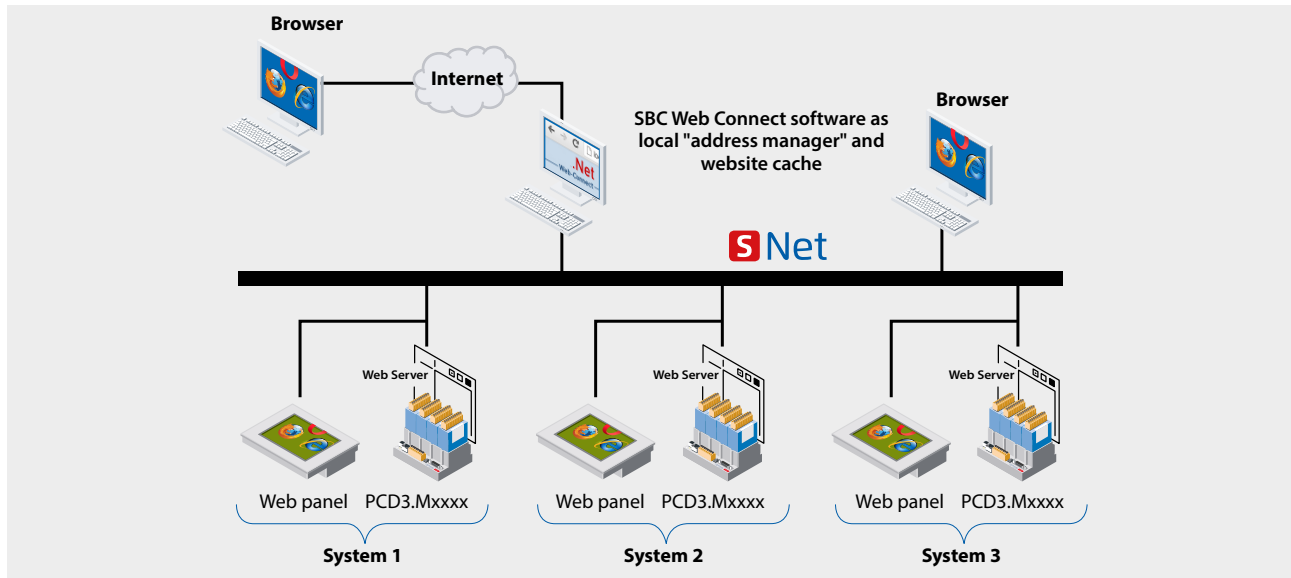 Browser
Internet
Browser
SBC Web Connect software as
local "address manager" and
website cache
.Net
Web-Connect
S Net
Web Server
Web Server
Web Server
Web panel PCD3.Mxxxx
Web panel PCD3.Mxxxx
Web panel PCD3.Mxxxx
System 1
System 2
System 3